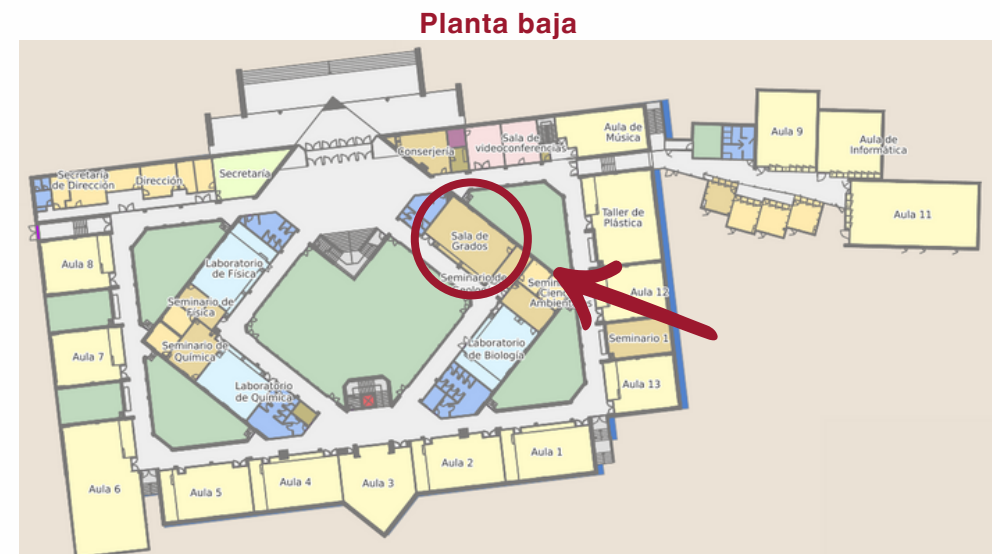 Planta baja
Secretaría
de Dirección
Dirección
Secretaría
Conserjería
Sala de
videoconferencias
Aula de
Música
Aula 9
Aula de
Informática
Aula 11
Sala de
Grados
Taller de
Plástica
Aula 8
Laboratorio
de Física
Seminario de
Física
Seminario de
Química
Laboratorio
de Química
Seminario de
Laboratorio
de Biología
Aula 12
Seminario 1
Aula 13
Aula 7
Aula 6
Aula 5
Aula 4
Aula 3
Aula 2
Aula 1